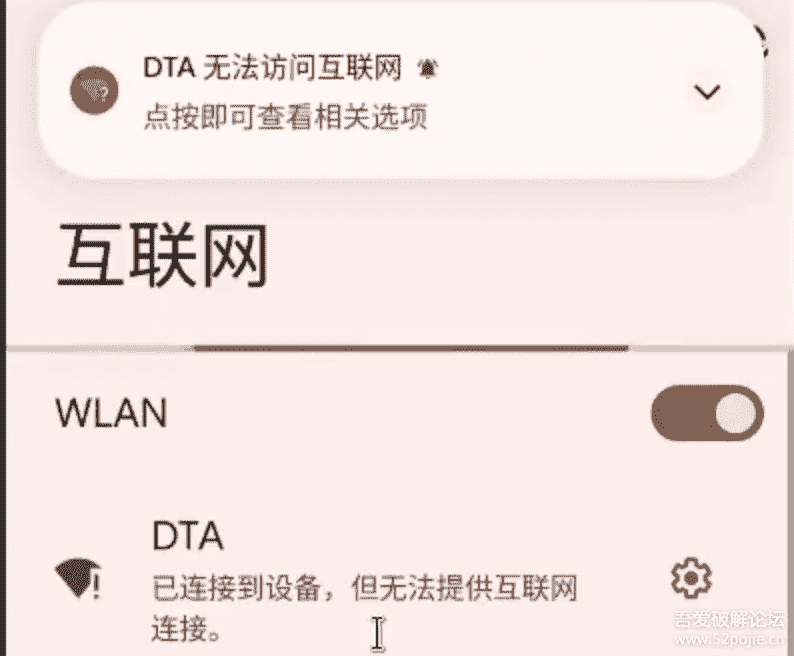 DTA 无法访问互联网
点按即可查看相关选项
互联网
WLAN
DTA
已连接到设备，但无法提供互联网
连接。
吾爱破解论坛
www.52pojie.cn